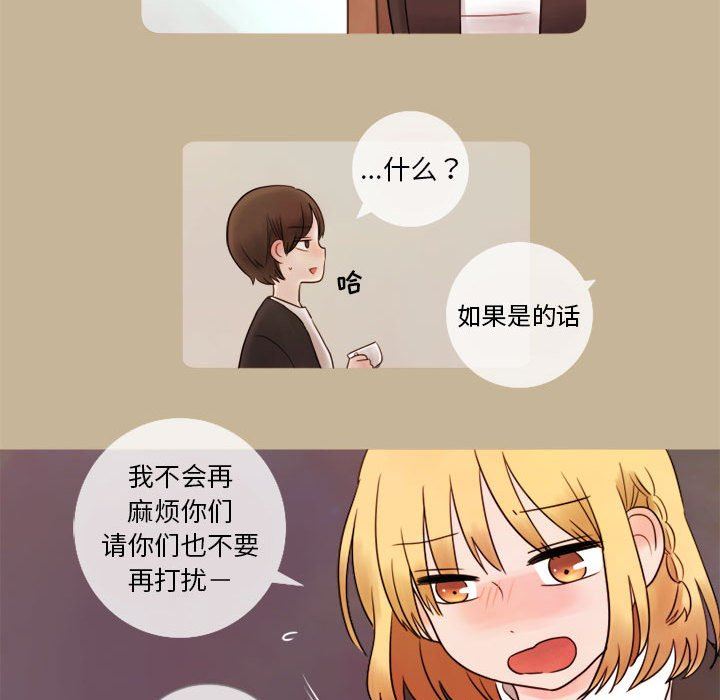 ...什么？
哈
如果是的话
我不会再
麻烦你们
请你们也不要
再打扰－